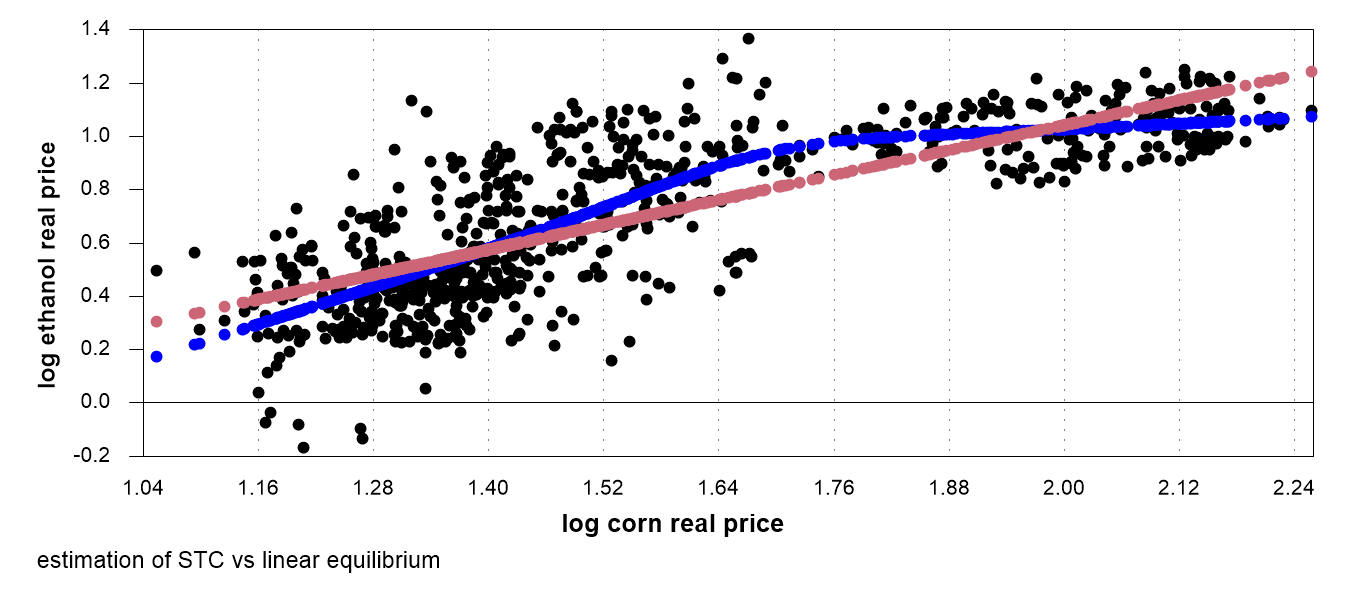 1.4
1.2
1.0
0.8
0.6
0.4
0.2
0.0
-0.2
log ethanol real price
1.04 1.16 1.28 1.40 1.52 1.64 1.76 1.88 2.00 2.12 2.24
log corn real price
estimation of STC vs linear equilibrium